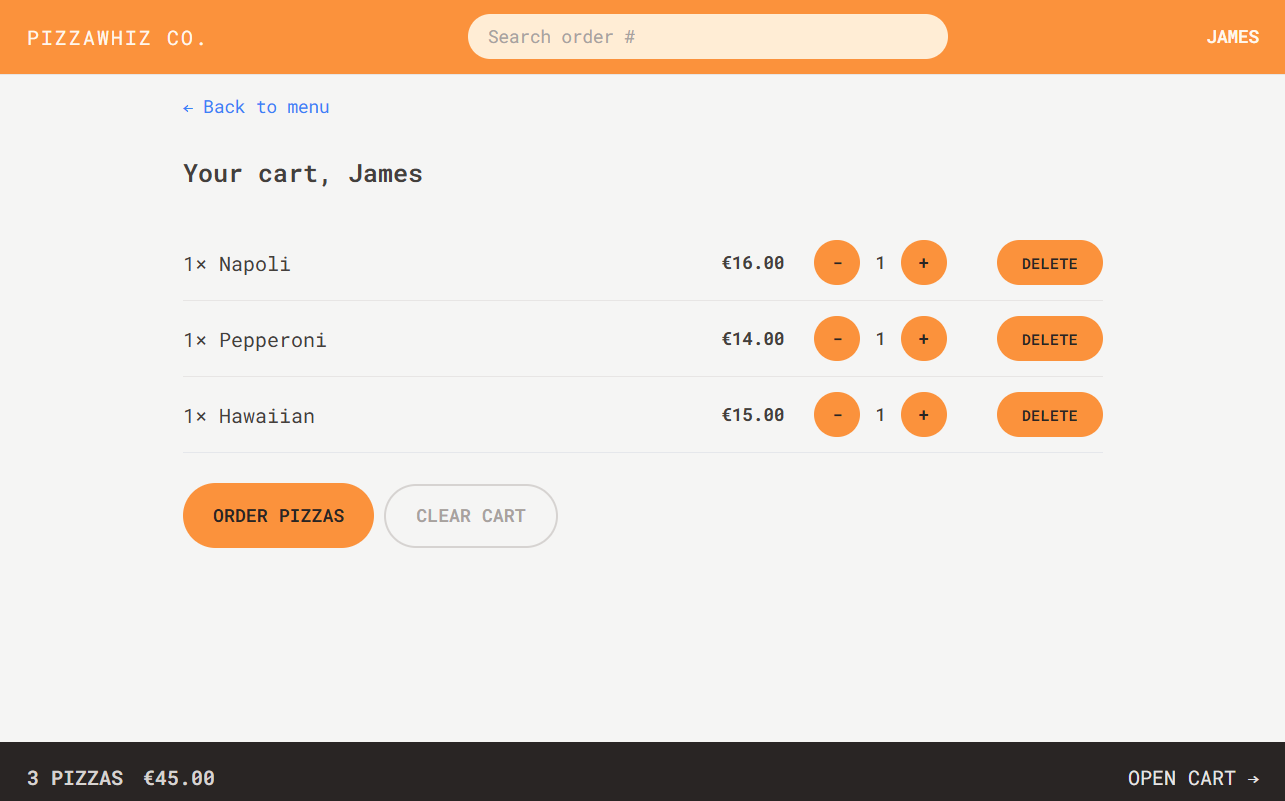 PIZZAWHIZ CO. Search order # JAMES
← Back to menu
Your cart, James
1× Napoli €16.00 - 1 + DELETE
1× Pepperoni €14.00 - 1 + DELETE
1× Hawaiian €15.00 - 1 + DELETE
ORDER PIZZAS CLEAR CART
3 PIZZAS €45.00 OPEN CART →